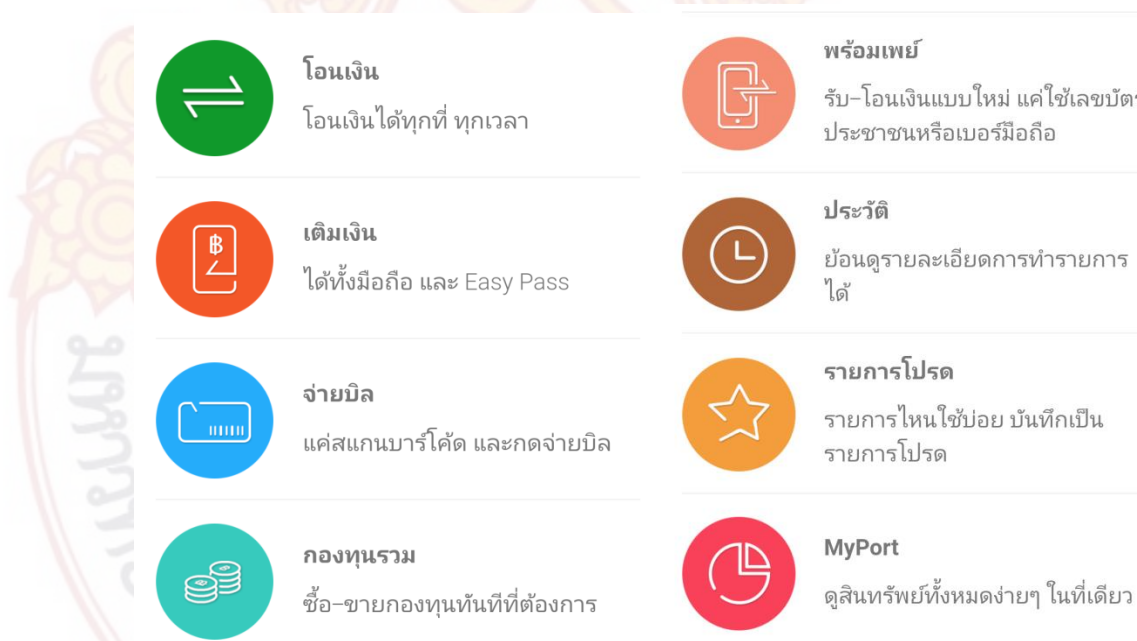 โอนเงิน
โอนเงินได้ทุกที่ ทุกเวลา
เติมเงิน
ได้ทั้งมือถือ และ Easy Pass
จ่ายบิล
แค่สแกนบาร์โค้ด และกดจ่ายบิล
กองทุนรวม
ซื้อ–ขายกองทุนทันทีที่ต้องการ
พร้อมเพย์
รับ–โอนเงินแบบใหม่ แค่ใช้เลขบัตร
ประชาชนหรือเบอร์มือถือ
ประวัติ
ย้อนดูรายละเอียดการทำรายการ
ได้
รายการโปรด
รายการไหนใช้บ่อย บันทึกเป็น
รายการโปรด
MyPort
ดูสินทรัพย์ทั้งหมดง่ายๆ ในที่เดียว